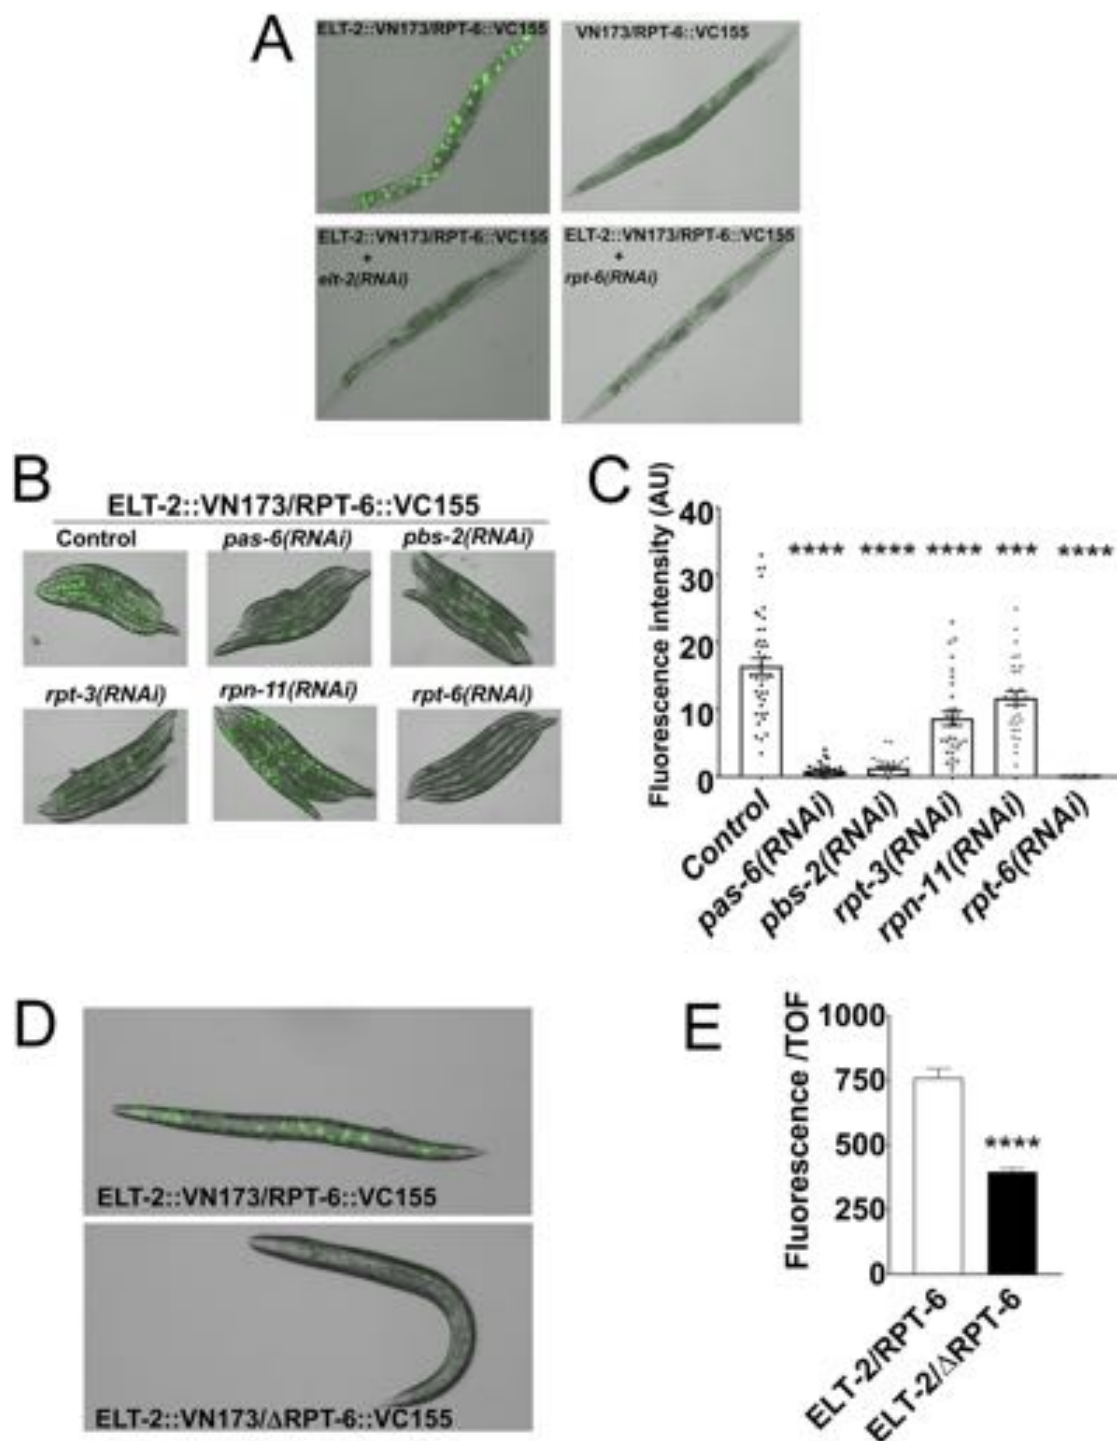 A
ELT-2::VN173/RPT-6::VC155
VN173/RPT-6::VC155
ELT-2::VN173/RPT-6::VC155
+
elt-2(RNAi)
ELT-2::VN173/RPT-6::VC155
+
rpt-6(RNAi)
B
ELT-2::VN173/RPT-6::VC155
Control
pas-6(RNAi)
pbs-2(RNAi)
rpt-3(RNAi)
rpn-11(RNAi)
rpt-6(RNAi)
C
Fluorescence intensity (AU)
40
30
20
10
0
**** **** **** *** ****
Control
pas-6(RNAi)
pbs-2(RNAi)
rpt-3(RNAi)
rpn-11(RNAi)
rpt-6(RNAi)
D
ELT-2::VN173/RPT-6::VC155
ELT-2::VN173/ΔRPT-6::VC155
E
Fluorescence /TOF
1000
750
500
250
0
****
ELT-2/RPT-6
ELT-2/ΔRPT-6